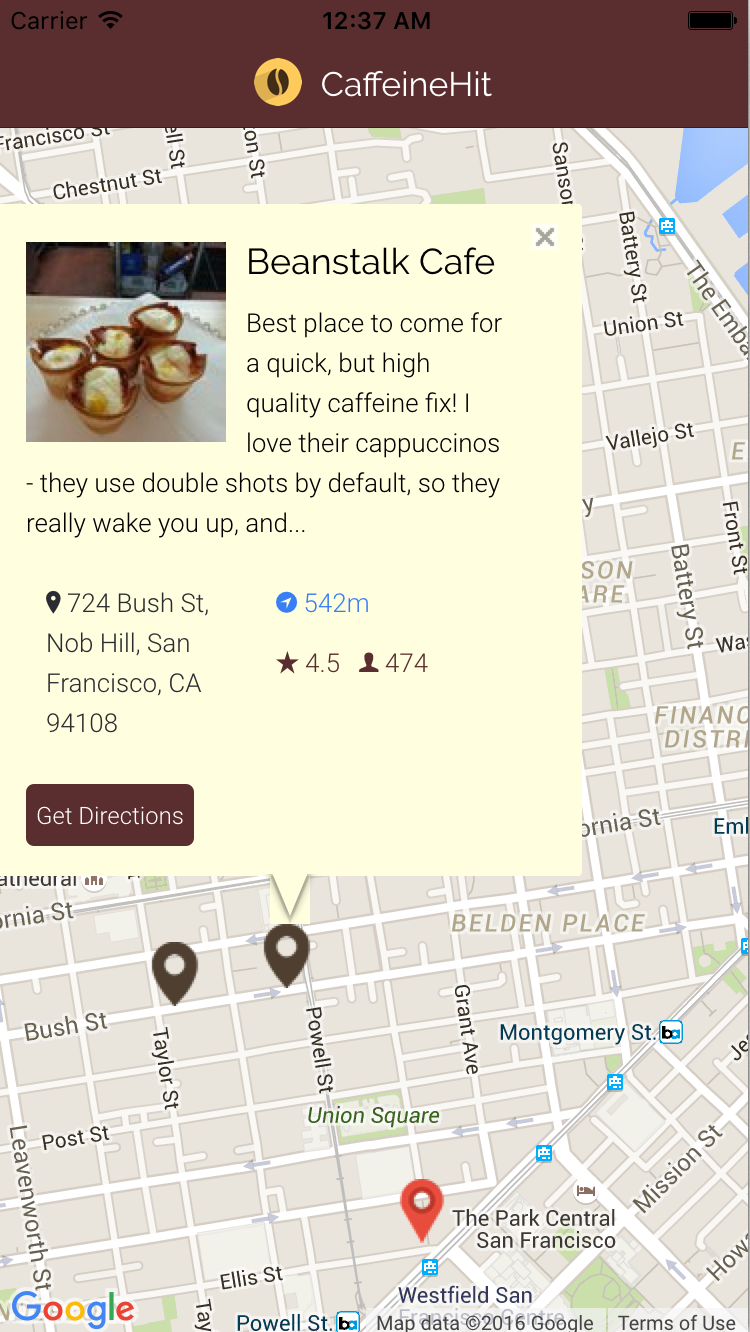 Carrier 12:37 AM
CaffeineHit
Francisco St
Chestnut St
Battery St
The Emba
Union St
Beanstalk Cafe
Best place to come for
a quick, but high
quality caffeine fix! I
love their cappuccinos
- they use double shots by default, so they
really wake you up, and...
724 Bush St,
Nob Hill, San
Francisco, CA
94108
542m
4.5 474
Get Directions
Vallejo St
Front St
Battery St
Was
FINANC
DISTRI
ornia St
Emb
athedral
ornia St
BELDEN PLACE
Bush St
Taylor St
Powell St
Grant Ave
Montgomery St.
Union Square
Post St
Leavenworth St
Mission St
The Park Central
San Francisco
Howa
Ellis St
Westfield San
Francisco Centre
Powell St.
Google
Map data ©2016 Google
Terms of Use